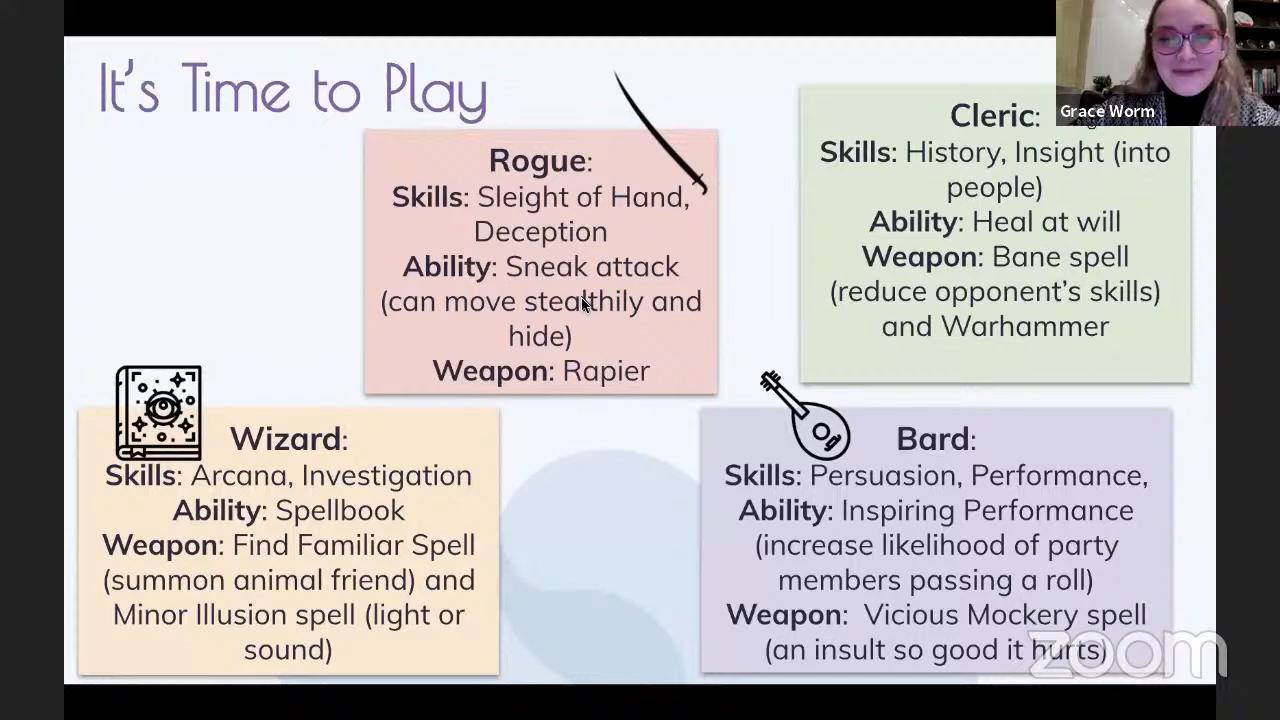 It's Time to Play
Grace Worm
Rogue:
Skills: Sleight of Hand,
Deception
Ability: Sneak attack
(can move stealthily and
hide)
Weapon: Rapier
Cleric:
Skills: History, Insight (into
people)
Ability: Heal at will
Weapon: Bane spell
(reduce opponent's skills)
and Warhammer
Wizard:
Skills: Arcana, Investigation
Ability: Spellbook
Weapon: Find Familiar Spell
(summon animal friend) and
Minor Illusion spell (light or
sound)
Bard:
Skills: Persuasion, Performance,
Ability: Inspiring Performance
(increase likelihood of party
members passing a roll)
Weapon: Vicious Mockery spell
(an insult so good it hurts)
zoom